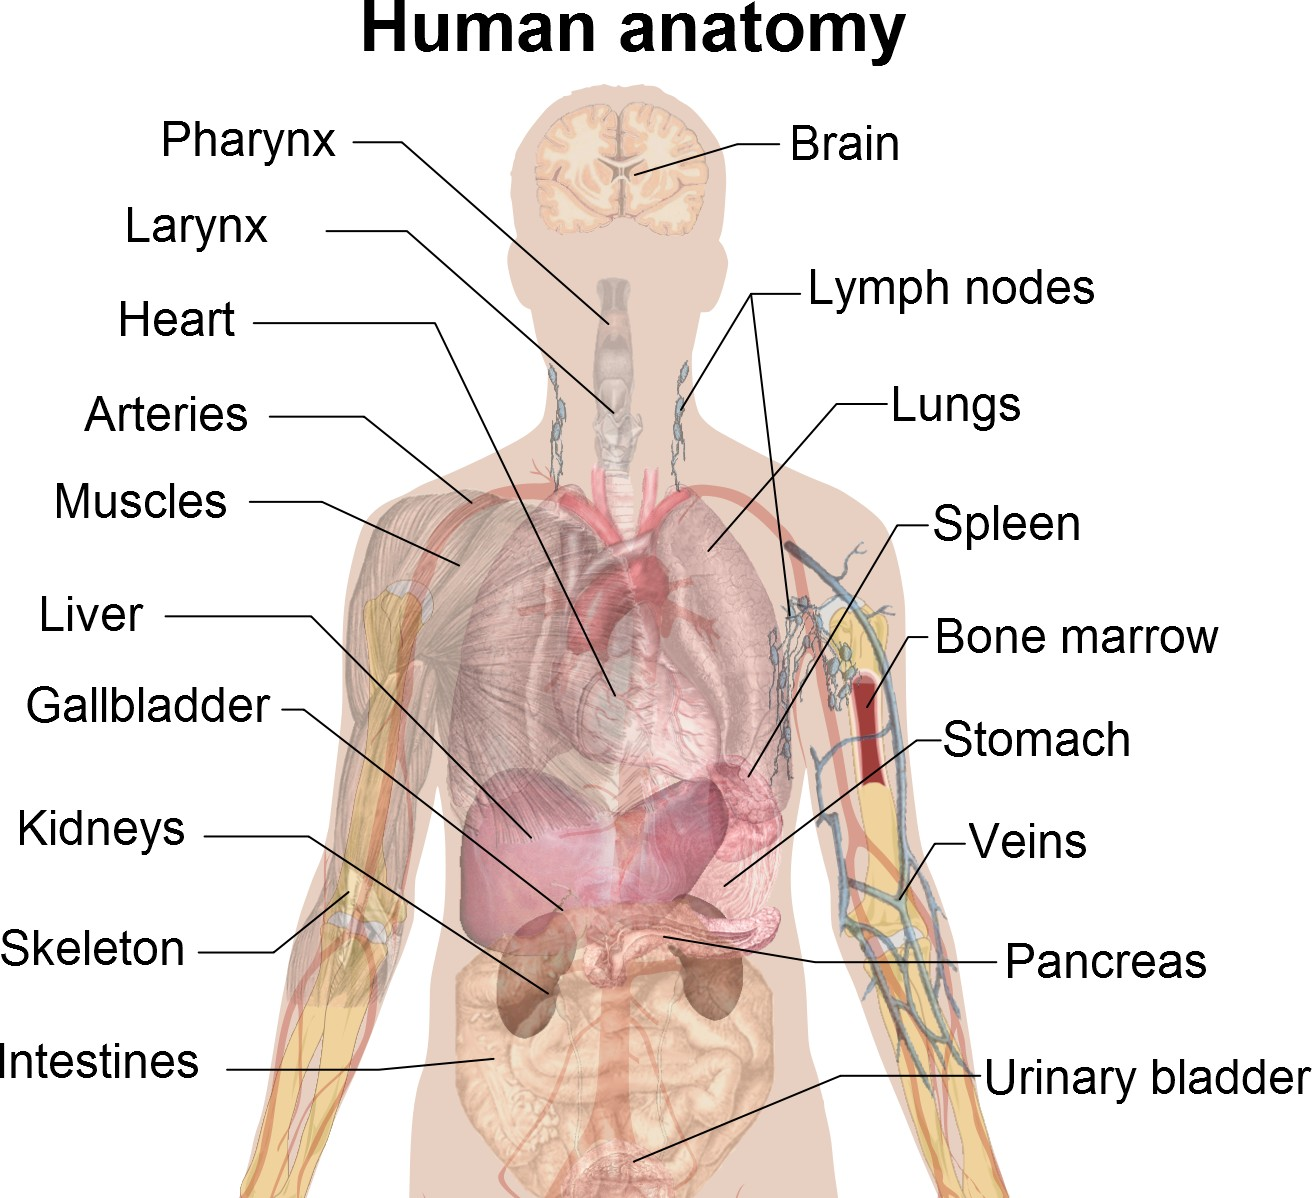 Human anatomy
Pharynx
Brain
Larynx
Lymph nodes
Heart
Lungs
Arteries
Muscles
Spleen
Liver
Bone marrow
Gallbladder
Stomach
Kidneys
Veins
Skeleton
Pancreas
Intestines
Urinary bladder